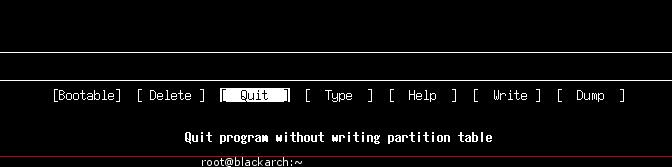 [Bootable]  [ Delete ]  [  Quit  ]  [  Type  ]  [  Help  ]  [  Write ]  [  Dump  ]
Quit program without writing partition table
root@blackarch:~